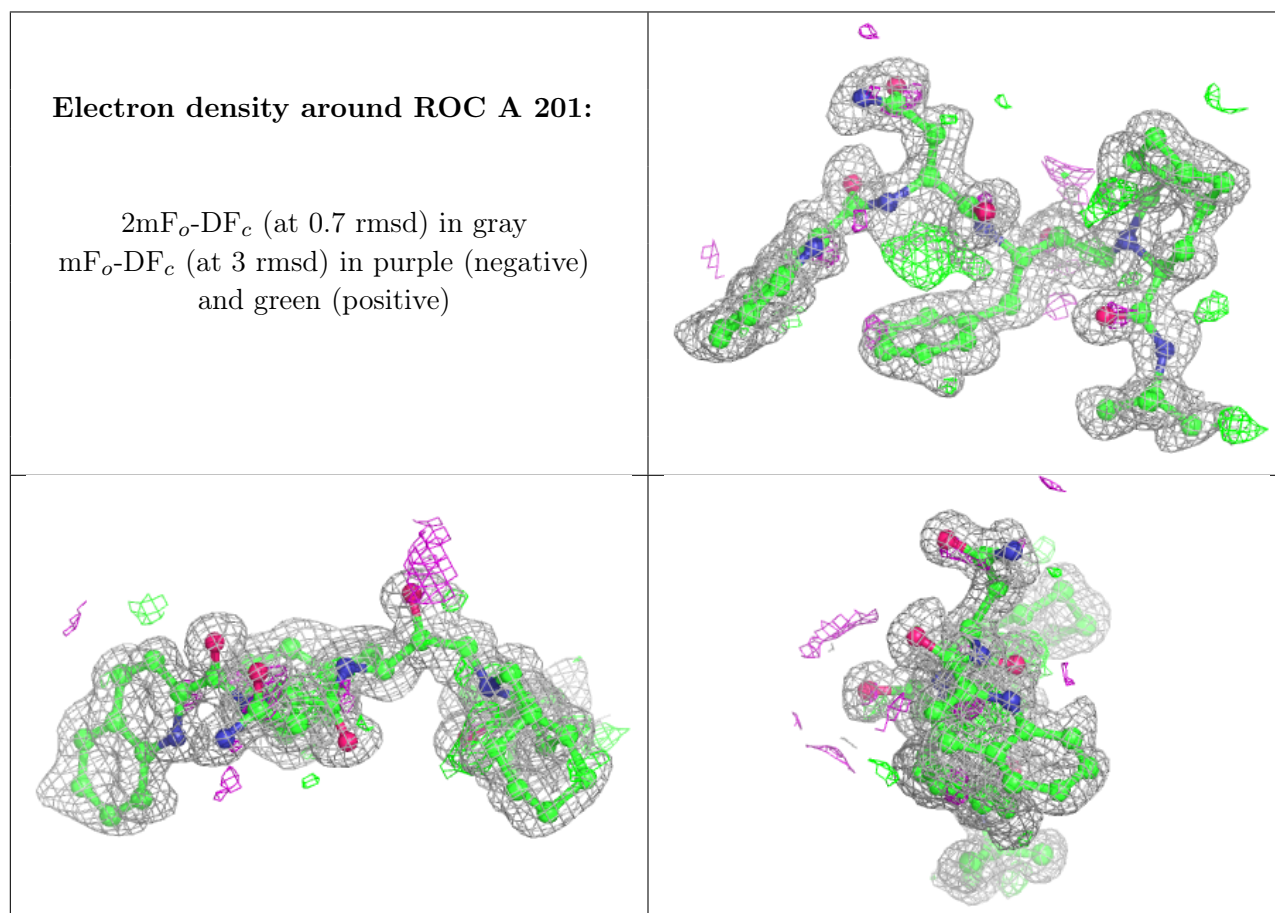 Electron density around ROC A 201:
2mFₒ-DF𝒸 (at 0.7 rmsd) in gray
mFₒ-DF𝒸 (at 3 rmsd) in purple (negative)
and green (positive)